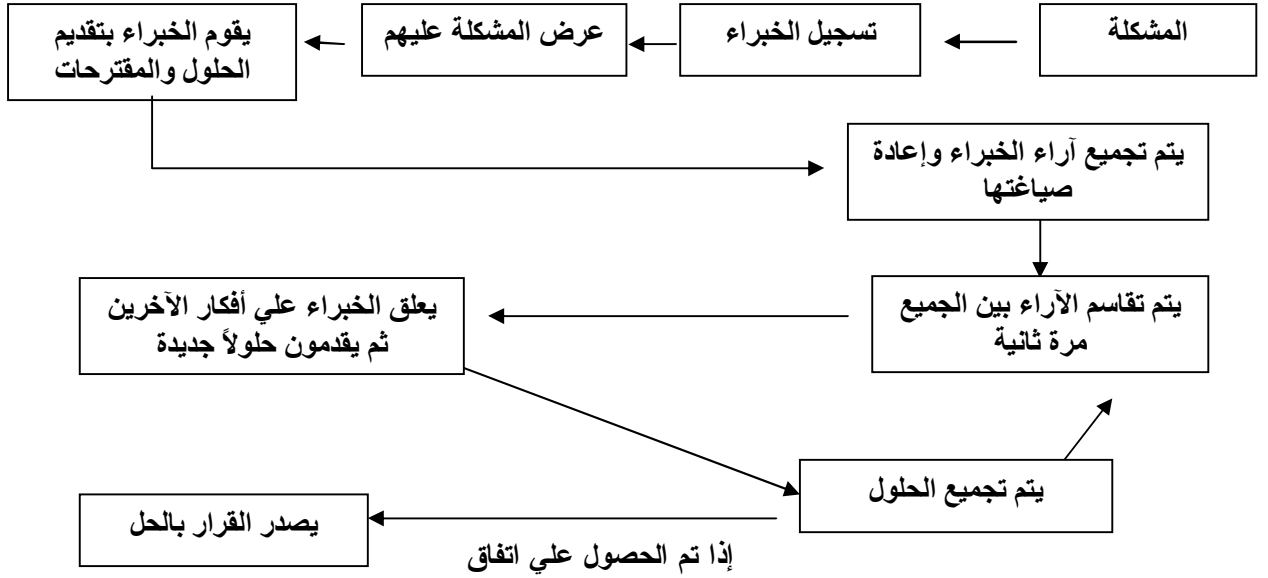 المشكلة
تسجيل الخبراء
عرض المشكلة عليهم
يقوم الخبراء بتقديم
الحلول والمقترحات
يتم تجميع آراء الخبراء وإعادة
صياغتها
يتم تقاسم الآراء بين الجميع
مرة ثانية
يعلق الخبراء علي أفكار الآخرين
ثم يقدمون حلولاً جديدة
يتم تجميع الحلول
يصدر القرار بالحل
إذا تم الحصول علي اتفاق